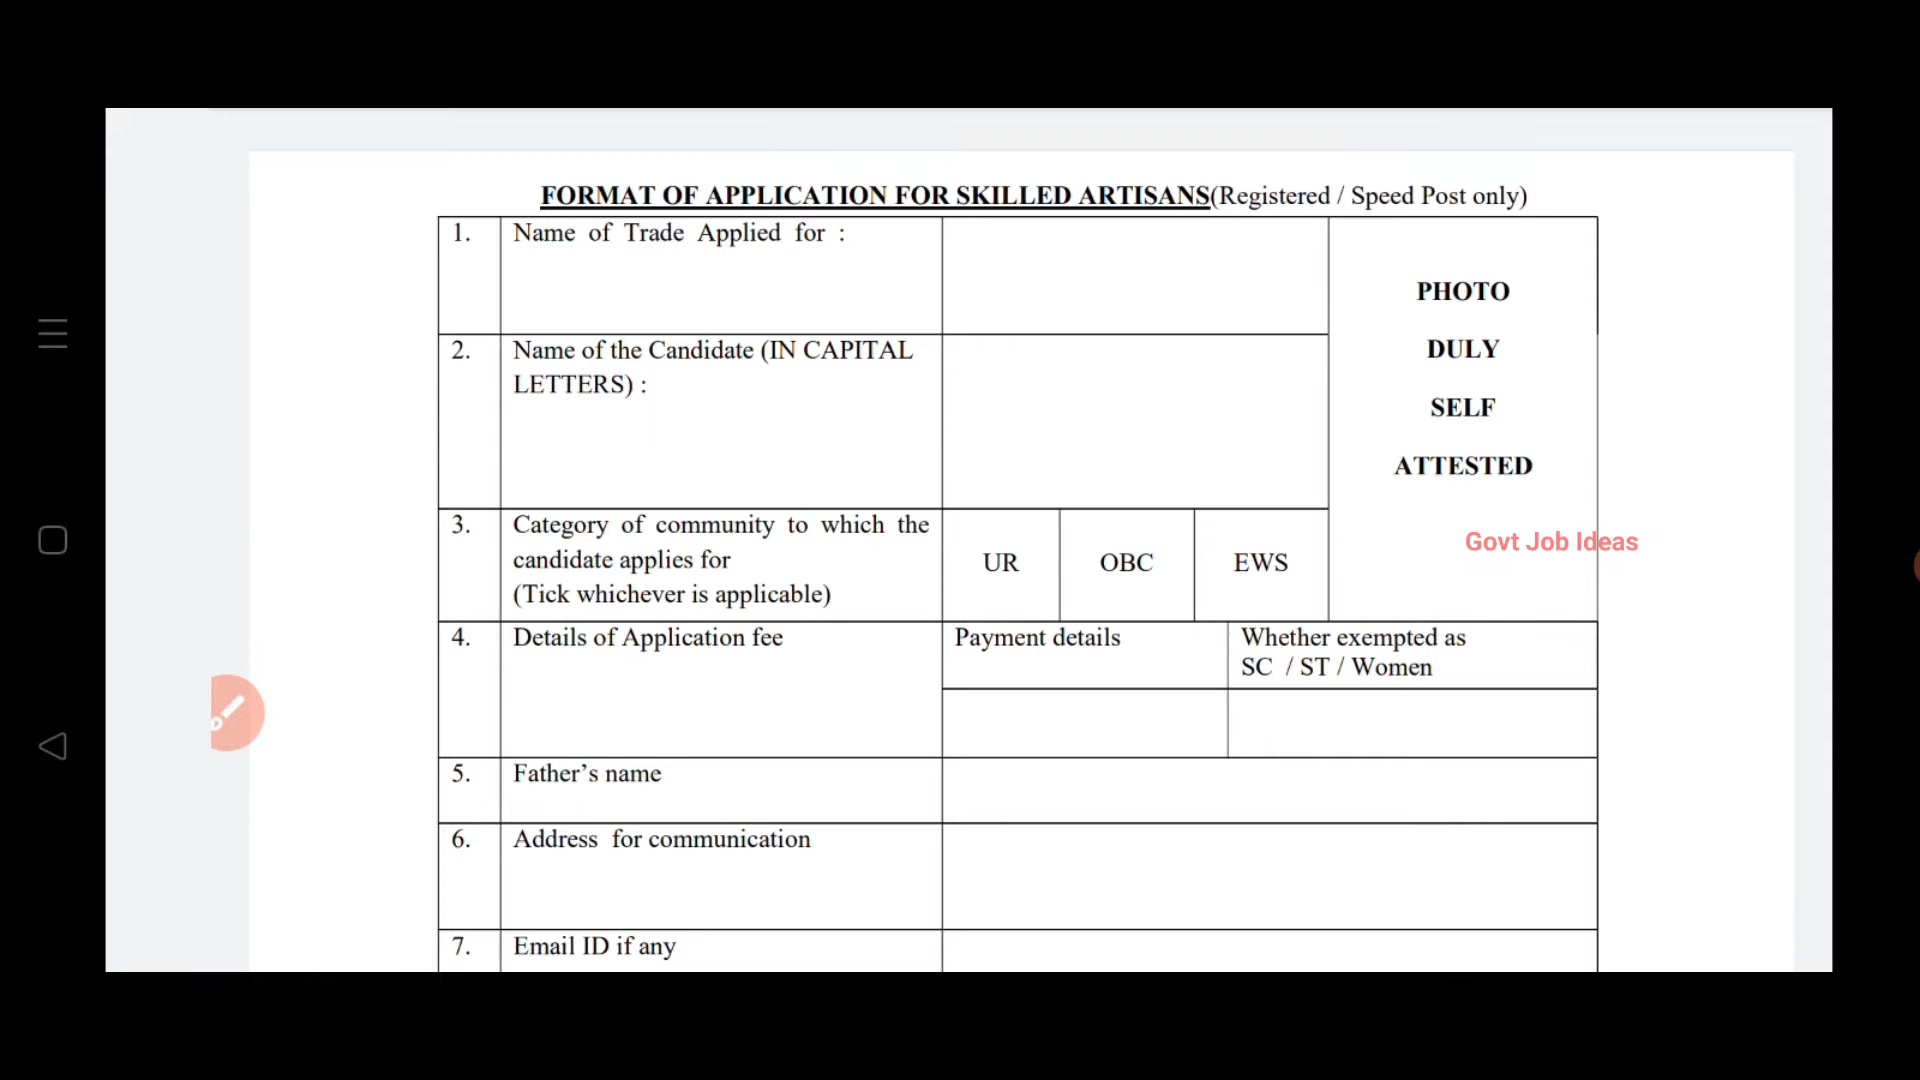 FORMAT OF APPLICATION FOR SKILLED ARTISANS(Registered / Speed Post only)
1. Name of Trade Applied for :
PHOTO
DULY
SELF
ATTESTED
2. Name of the Candidate (IN CAPITAL
LETTERS) :
3. Category of community to which the
candidate applies for
(Tick whichever is applicable)
UR OBC EWS
Govt Job Ideas
4. Details of Application fee
Payment details
Whether exempted as
SC / ST / Women
5. Father’s name
6. Address for communication
7. Email ID if any